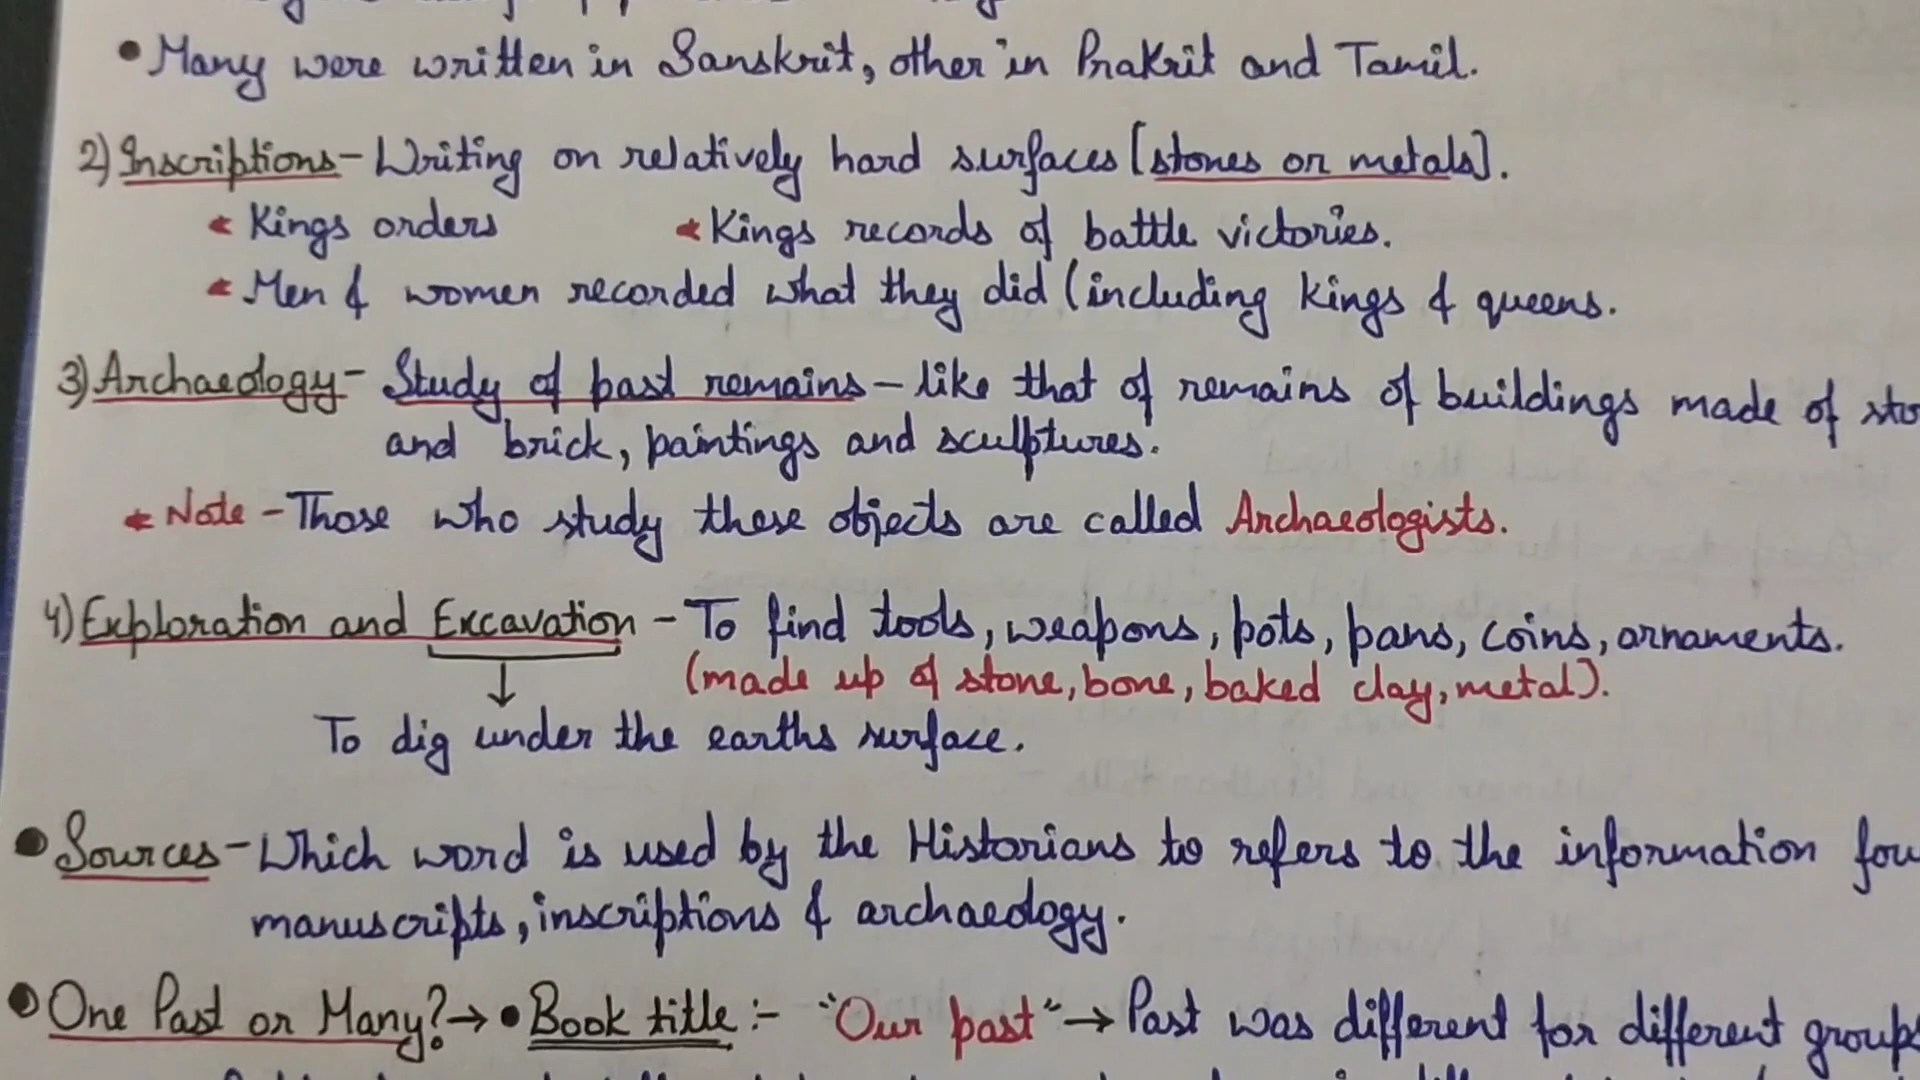 • Many were written in Sanskrit, other in Prakrit and Tamil.
2) Inscriptions - Writing on relatively hard surfaces [stones or metals].
* Kings orders * Kings records of battle victories.
* Men & women recorded what they did (including kings & queens.
3) Archaeology - Study of past remains - like that of remains of buildings made of
and brick, paintings and sculptures.
* Note - Those who study these objects are called Archaeologists.
4) Exploration and Excavation - To find tools, weapons, pots, pans, coins, ornaments.
(made up of stone, bone, baked clay, metal).
↓
To dig under the earths surface.
• Sources - Which word is used by the Historians to refers to the information
manuscripts, inscriptions & archaeology.
• One Past or Many? → • Book title :- "Our past" → Past was different for different